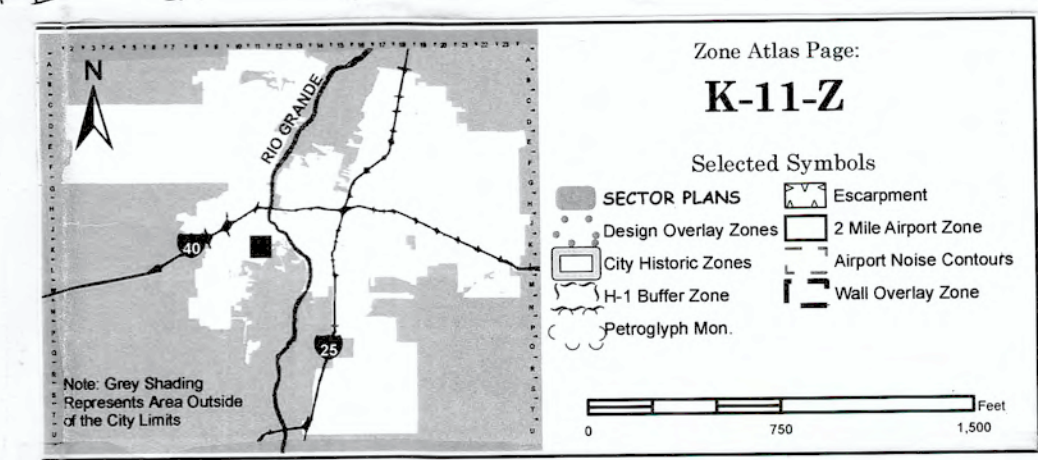 Zone Atlas Page:
K-11-Z
Selected Symbols
SECTOR PLANS
Design Overlay Zones
City Historic Zones
H-1 Buffer Zone
Petroglyph Mon.
Escarpment
2 Mile Airport Zone
Airport Noise Contours
Wall Overlay Zone
N
RIO GRANDE
40
25
Note: Grey Shading
Represents Area Outside
of the City Limits
Feet
0 750 1,500